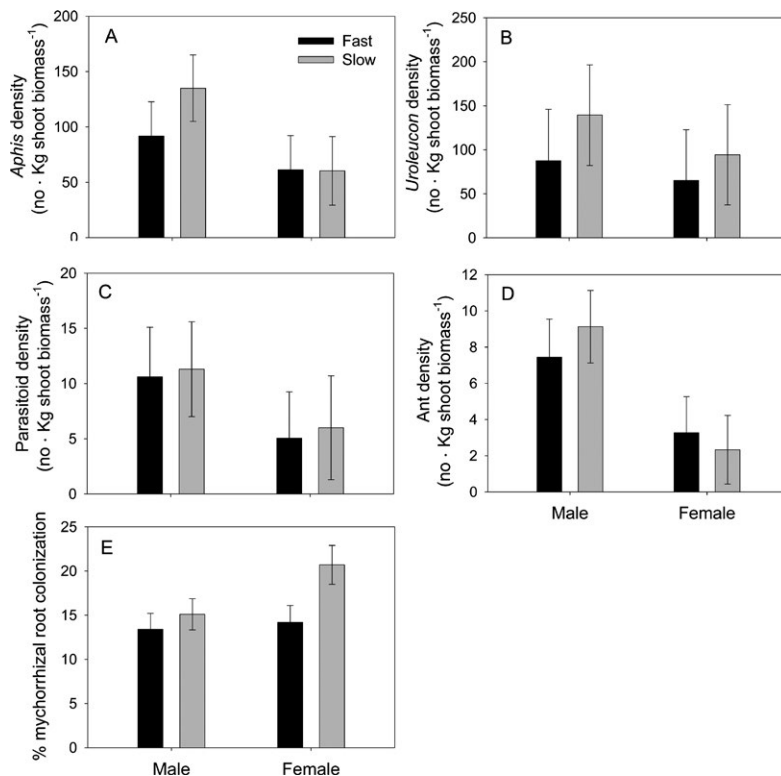 A
Fast
Slow
Aphis density
(no · Kg shoot biomass-1)
200
150
100
50
0
B
Uroleucon density
(no · Kg shoot biomass-1)
250
200
150
100
50
0
C
Parasitoid density
(no · Kg shoot biomass-1)
20
15
10
5
0
D
Ant density
(no · Kg shoot biomass-1)
12
10
8
6
4
2
0
Male Female
E
% mychorrhizal root colonization
25
20
15
10
5
0
Male Female